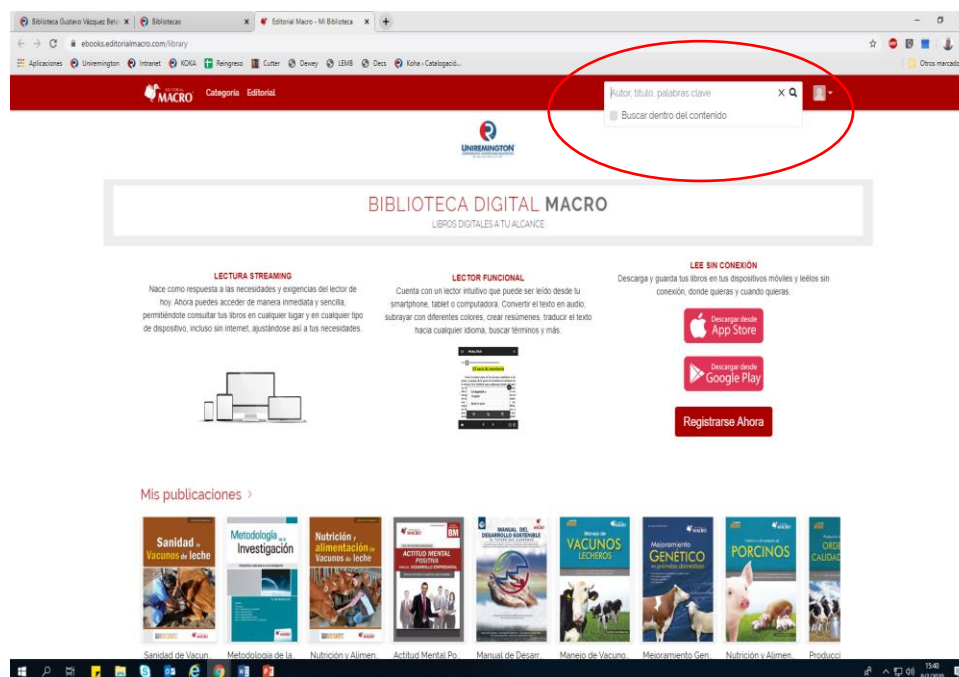 Biblioteca Gustavo Vázquez Beta
Bibliotecas
Editorial Macro - Mi Biblioteca
ebooks.editorialmacro.com/library
Aplicaciones Uniremington Intranet KOKA Reingreso Cutter Dewey LEMB Decs Koha - Catalogació... Otros marcado
EDITORIAL
MACRO
Categoria Editorial
Autor, título, palabras clave
Buscar dentro del contenido
UNIREMINGTON
BIBLIOTECA DIGITAL MACRO
LIBROS DIGITALES A TU ALCANCE
LECTURA STREAMING
Nace como respuesta a las necesidades y exigencias del lector de
hoy. Ahora puedes acceder de manera inmediata y sencilla,
permitiéndote consultar tus libros en cualquier lugar y en cualquier tipo
de dispositivo, incluso sin internet, ajustándose así a tus necesidades.
LECTOR FUNCIONAL
Cuenta con un lector intuitivo que puede ser leído desde tu
smartphone, tablet o computadora. Convertir el texto en audio,
subrayar con diferentes colores, crear resúmenes, traducir el texto
hacia cualquier idioma, buscar términos y más.
LEE SIN CONEXIÓN
Descarga y guarda tus libros en tus dispositivos móviles y leélos sin
conexión, donde quieras y cuando quieras.
Descargar desde
App Store
Descargar desde
Google Play
Registrarse Ahora
Mis publicaciones >
Sanidad de
Vacunos de leche
Metodología de la
Investigación
Nutrición y
alimentación de
Vacunos de leche
BM
ACTITUD MENTAL
POSITIVA
MANUAL DEL
DESARROLLO SOSTENIBLE
Manejo de
VACUNOS
LECHEROS
Mejoramiento
GENÉTICO
en animales domésticos
PORCINOS
ORDE
CALIDAD
Sanidad de Vacun...
Metodología de la...
Nutrición y Alimen...
Actitud Mental Po...
Manual de Desarr...
Manejo de Vacuno...
Mejoramiento Gen...
Nutrición y Alimen...
Producci
15:40